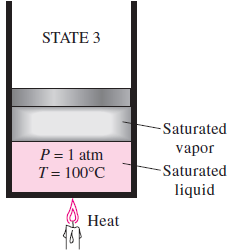 STATE 3
Saturated
vapor
P = 1 atm
T = 100°C
Saturated
liquid
Heat